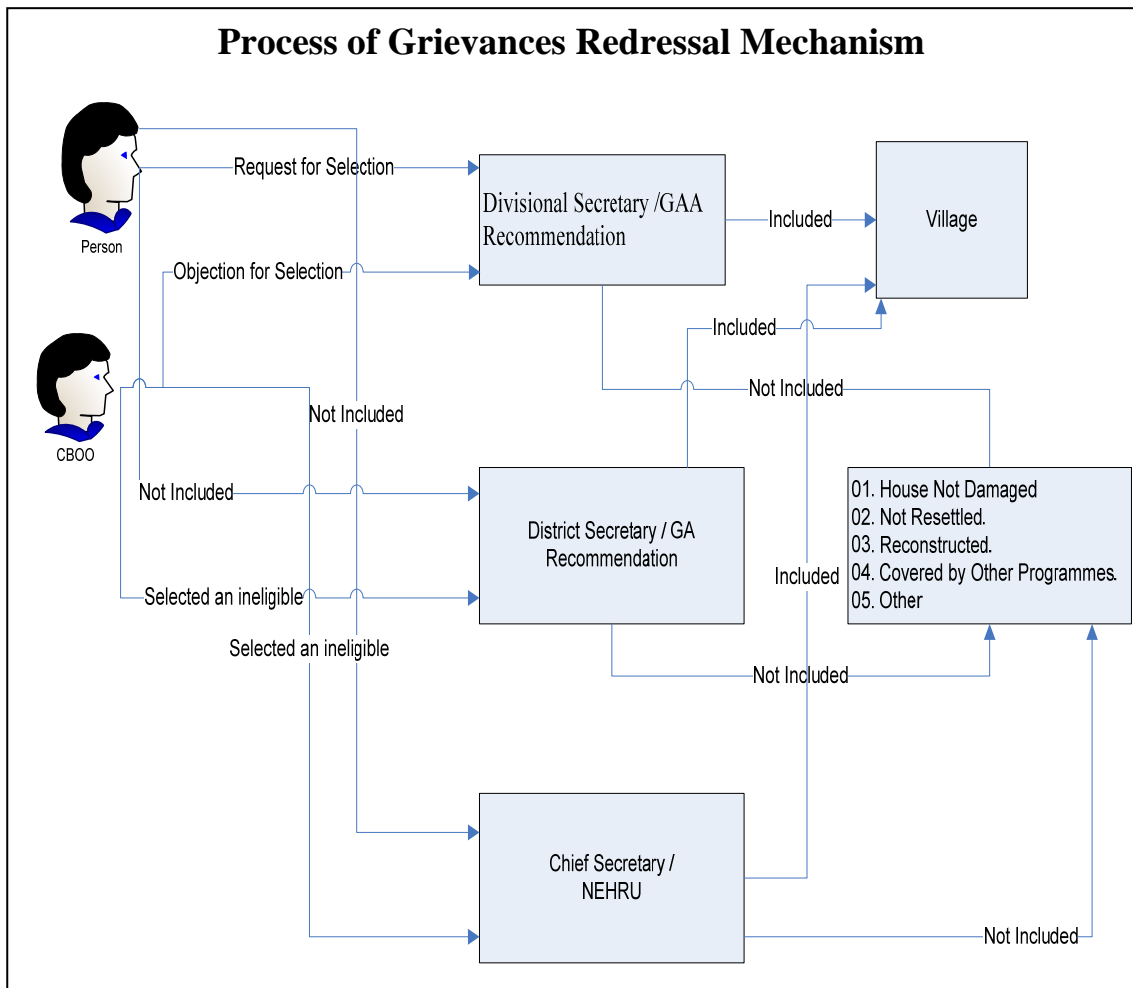 Process of Grievances Redressal Mechanism
Person
Request for Selection
Divisional Secretary /GAA
Recommendation
Included
Village
Objection for Selection
Included
CBOO
Not Included
Not Included
Not Included
District Secretary / GA
Recommendation
01. House Not Damaged
02. Not Resettled.
03. Reconstructed.
04. Covered by Other Programmes.
05. Other
Included
Selected an ineligible
Selected an ineligible
Not Included
Chief Secretary /
NEHRU
Not Included